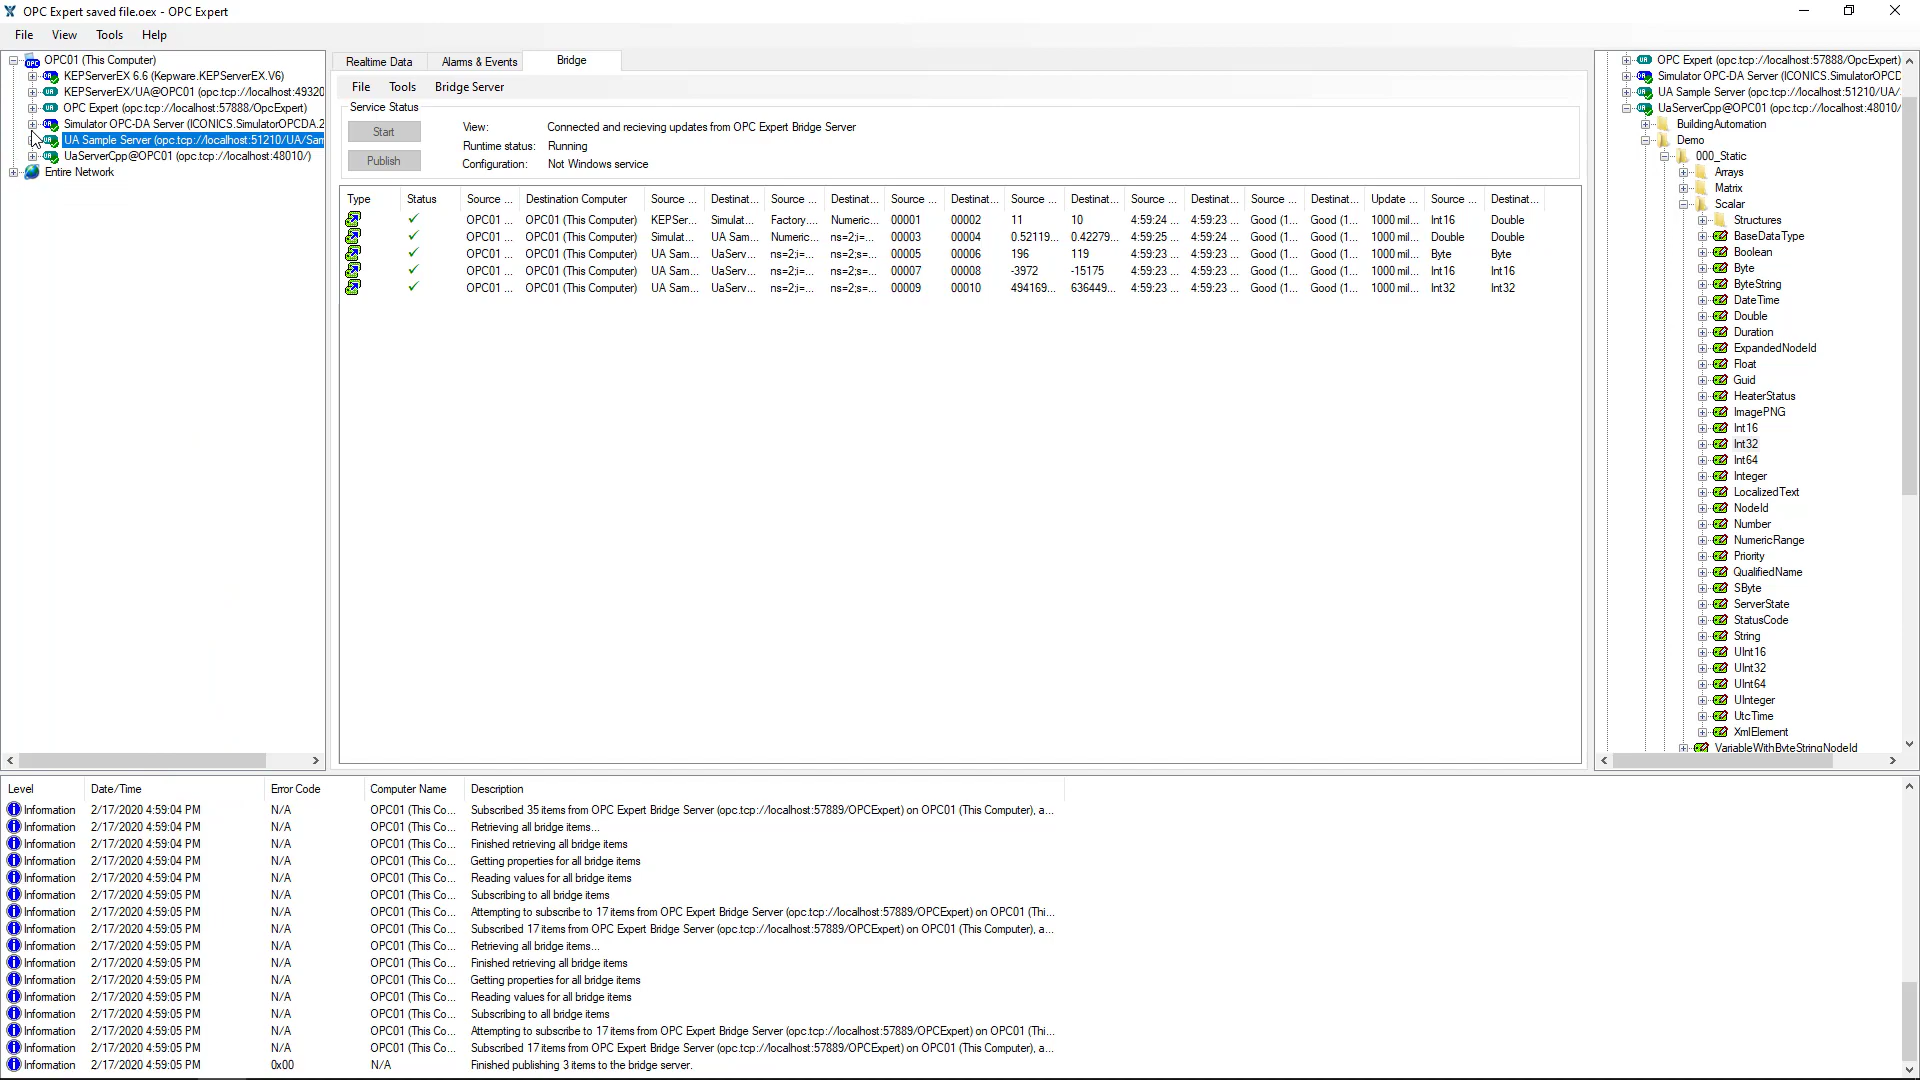 OPC Expert saved file.oex - OPC Expert
File View Tools Help
OPC01 (This Computer)
KEPServerEX 6.6 (Kepware.KEPServerEX.V6)
KEPServerEX/UA@OPC01 (opc.tcp://localhost:49320
OPC Expert (opc.tcp://localhost:57888/OpcExpert)
Simulator OPC-DA Server (ICONICS.SimulatorOPCDA.2
UA Sample Server (opc.tcp://localhost:51210/UA/Sam
UaServerCpp@OPC01 (opc.tcp://localhost:48010/)
Entire Network
Realtime Data Alarms & Events Bridge
File Tools Bridge Server
Service Status
Start
Publish
View: Connected and recieving updates from OPC Expert Bridge Server
Runtime status: Running
Configuration: Not Windows service
Type Status Source ... Destination Computer Source ... Destinat... Source ... Destinat... Source ... Destinat... Source ... Destinat... Source ... Destinat... Source ... Destinat... Update ... Source ... Destinat...
OPC01 ... OPC01 (This Computer) KEPSer... Simulat... Factory.... Numeric... 00001 00002 11 10 4:59:24 ... 4:59:23 ... Good (1... Good (1... 1000 mil... Int16 Double
OPC01 ... OPC01 (This Computer) Simulat... UA Sam... Numeric... ns=2;i=... 00003 00004 0.52119... 0.42279... 4:59:25 ... 4:59:24 ... Good (1... Good (1... 1000 mil... Double Double
OPC01 ... OPC01 (This Computer) UA Sam... UaServ... ns=2;i=... ns=2;s=... 00005 00006 196 119 4:59:23 ... 4:59:23 ... Good (1... Good (1... 1000 mil... Byte Byte
OPC01 ... OPC01 (This Computer) UA Sam... UaServ... ns=2;i=... ns=2;s=... 00007 00008 -3972 -15175 4:59:23 ... 4:59:23 ... Good (1... Good (1... 1000 mil... Int16 Int16
OPC01 ... OPC01 (This Computer) UA Sam... UaServ... ns=2;i=... ns=2;s=... 00009 00010 494169... 636449... 4:59:23 ... 4:59:23 ... Good (1... Good (1... 1000 mil... Int32 Int32
OPC Expert (opc.tcp://localhost:57888/OpcExpert)
Simulator OPC-DA Server (ICONICS.SimulatorOPCD
UA Sample Server (opc.tcp://localhost:51210/UA/
UaServerCpp@OPC01 (opc.tcp://localhost:48010/
BuildingAutomation
Demo
000_Static
Arrays
Matrix
Scalar
Structures
BaseDataType
Boolean
Byte
ByteString
DateTime
Double
Duration
ExpandedNodeId
Float
Guid
HeaterStatus
ImagePNG
Int16
Int32
Int64
Integer
LocalizedText
NodeId
Number
NumericRange
Priority
QualifiedName
SByte
ServerState
StatusCode
String
UInt16
UInt32
UInt64
UInteger
UtcTime
XmlElement
VariableWithByteStringNodeId
Level Date/Time Error Code Computer Name Description
Information 2/17/2020 4:59:04 PM N/A OPC01 (This Co... Subscribed 35 items from OPC Expert Bridge Server (opc.tcp://localhost:57889/OPCExpert) on OPC01 (This Computer), a...
Information 2/17/2020 4:59:04 PM N/A OPC01 (This Co... Retrieving all bridge items...
Information 2/17/2020 4:59:04 PM N/A OPC01 (This Co... Finished retrieving all bridge items
Information 2/17/2020 4:59:04 PM N/A OPC01 (This Co... Getting properties for all bridge items
Information 2/17/2020 4:59:04 PM N/A OPC01 (This Co... Reading values for all bridge items
Information 2/17/2020 4:59:05 PM N/A OPC01 (This Co... Subscribing to all bridge items
Information 2/17/2020 4:59:05 PM N/A OPC01 (This Co... Attempting to subscribe to 17 items from OPC Expert Bridge Server (opc.tcp://localhost:57889/OPCExpert) on OPC01 (Thi...
Information 2/17/2020 4:59:05 PM N/A OPC01 (This Co... Subscribed 17 items from OPC Expert Bridge Server (opc.tcp://localhost:57889/OPCExpert) on OPC01 (This Computer), a...
Information 2/17/2020 4:59:05 PM N/A OPC01 (This Co... Retrieving all bridge items...
Information 2/17/2020 4:59:05 PM N/A OPC01 (This Co... Finished retrieving all bridge items
Information 2/17/2020 4:59:05 PM N/A OPC01 (This Co... Getting properties for all bridge items
Information 2/17/2020 4:59:05 PM N/A OPC01 (This Co... Reading values for all bridge items
Information 2/17/2020 4:59:05 PM N/A OPC01 (This Co... Subscribing to all bridge items
Information 2/17/2020 4:59:05 PM N/A OPC01 (This Co... Attempting to subscribe to 17 items from OPC Expert Bridge Server (opc.tcp://localhost:57889/OPCExpert) on OPC01 (Thi...
Information 2/17/2020 4:59:05 PM N/A OPC01 (This Co... Subscribed 17 items from OPC Expert Bridge Server (opc.tcp://localhost:57889/OPCExpert) on OPC01 (This Computer), a...
Information 2/17/2020 4:59:05 PM 0x00 N/A Finished publishing 3 items to the bridge server.